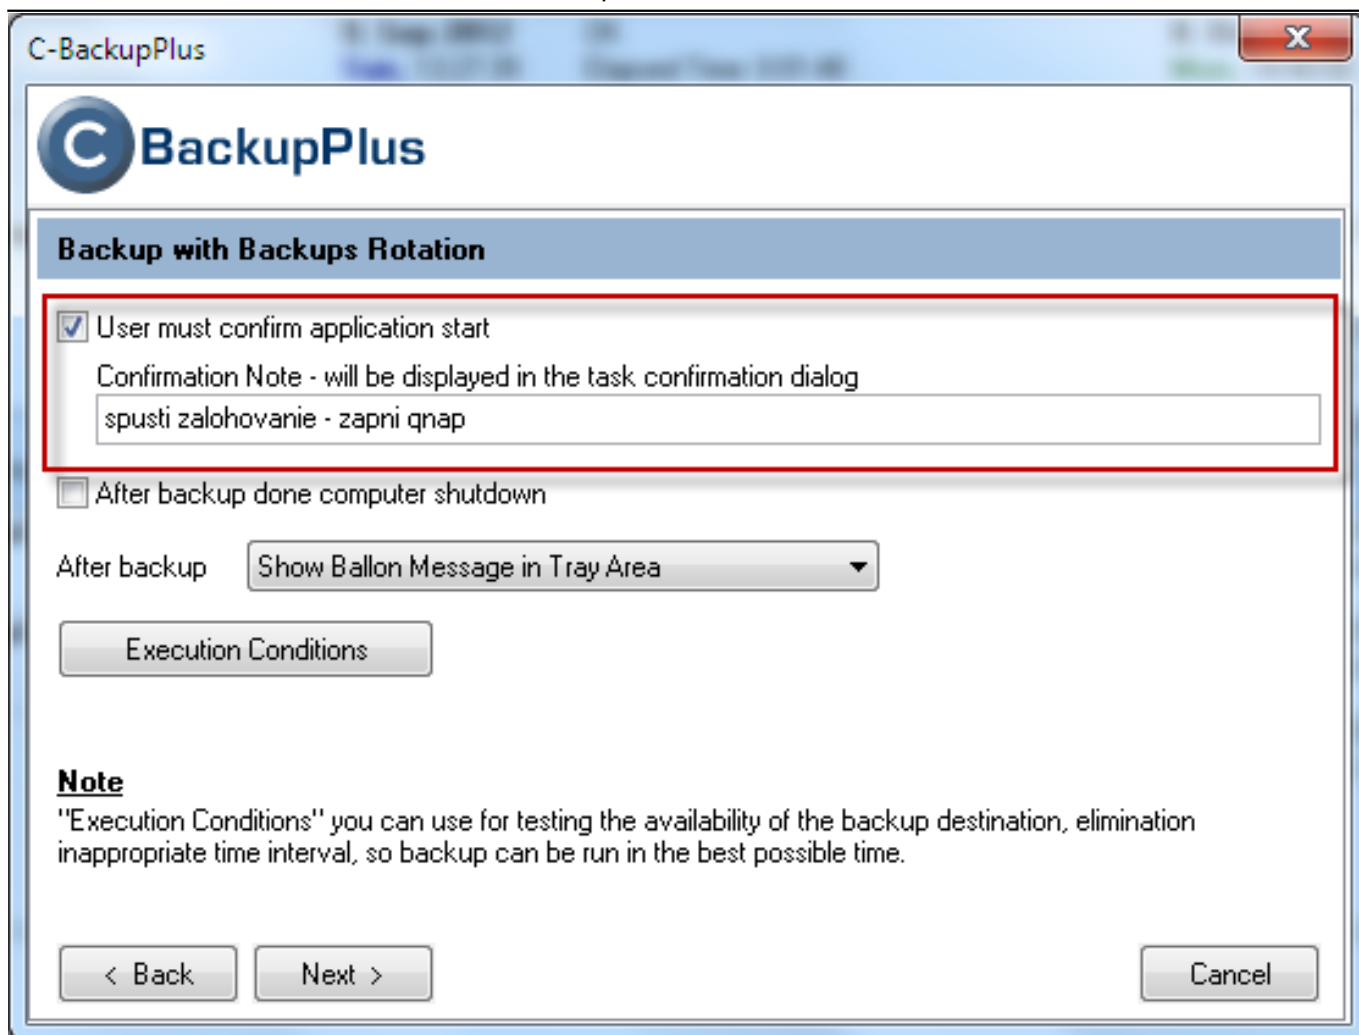 C-BackupPlus
C BackupPlus
Backup with Backups Rotation
User must confirm application start
Confirmation Note - will be displayed in the task confirmation dialog
spusti zalohovanie - zapni qnap
After backup done computer shutdown
After backup Show Ballon Message in Tray Area
Execution Conditions
Note
"Execution Conditions" you can use for testing the availability of the backup destination, elimination
inappropriate time interval, so backup can be run in the best possible time.
< Back Next > Cancel